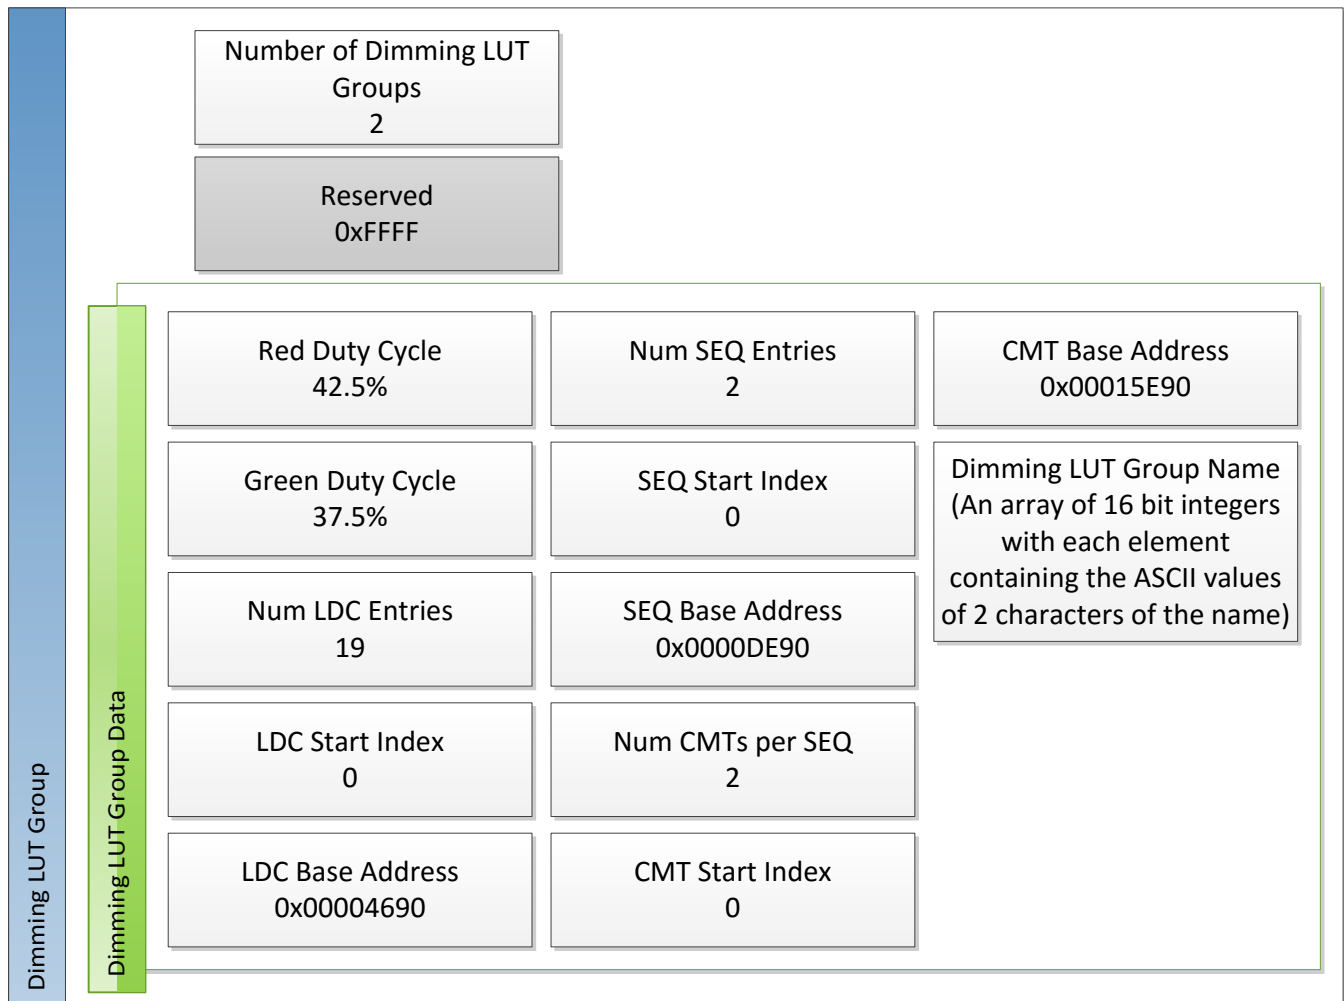 Number of Dimming LUT
Groups
2
Reserved
0xFFFF
Red Duty Cycle
42.5%
Green Duty Cycle
37.5%
Num LDC Entries
19
LDC Start Index
0
LDC Base Address
0x00004690
Num SEQ Entries
2
SEQ Start Index
0
SEQ Base Address
0x0000DE90
Num CMTs per SEQ
2
CMT Start Index
0
CMT Base Address
0x00015E90
Dimming LUT Group Name
(An array of 16 bit integers
with each element
containing the ASCII values
of 2 characters of the name)
Dimming LUT Group Data
Dimming LUT Group